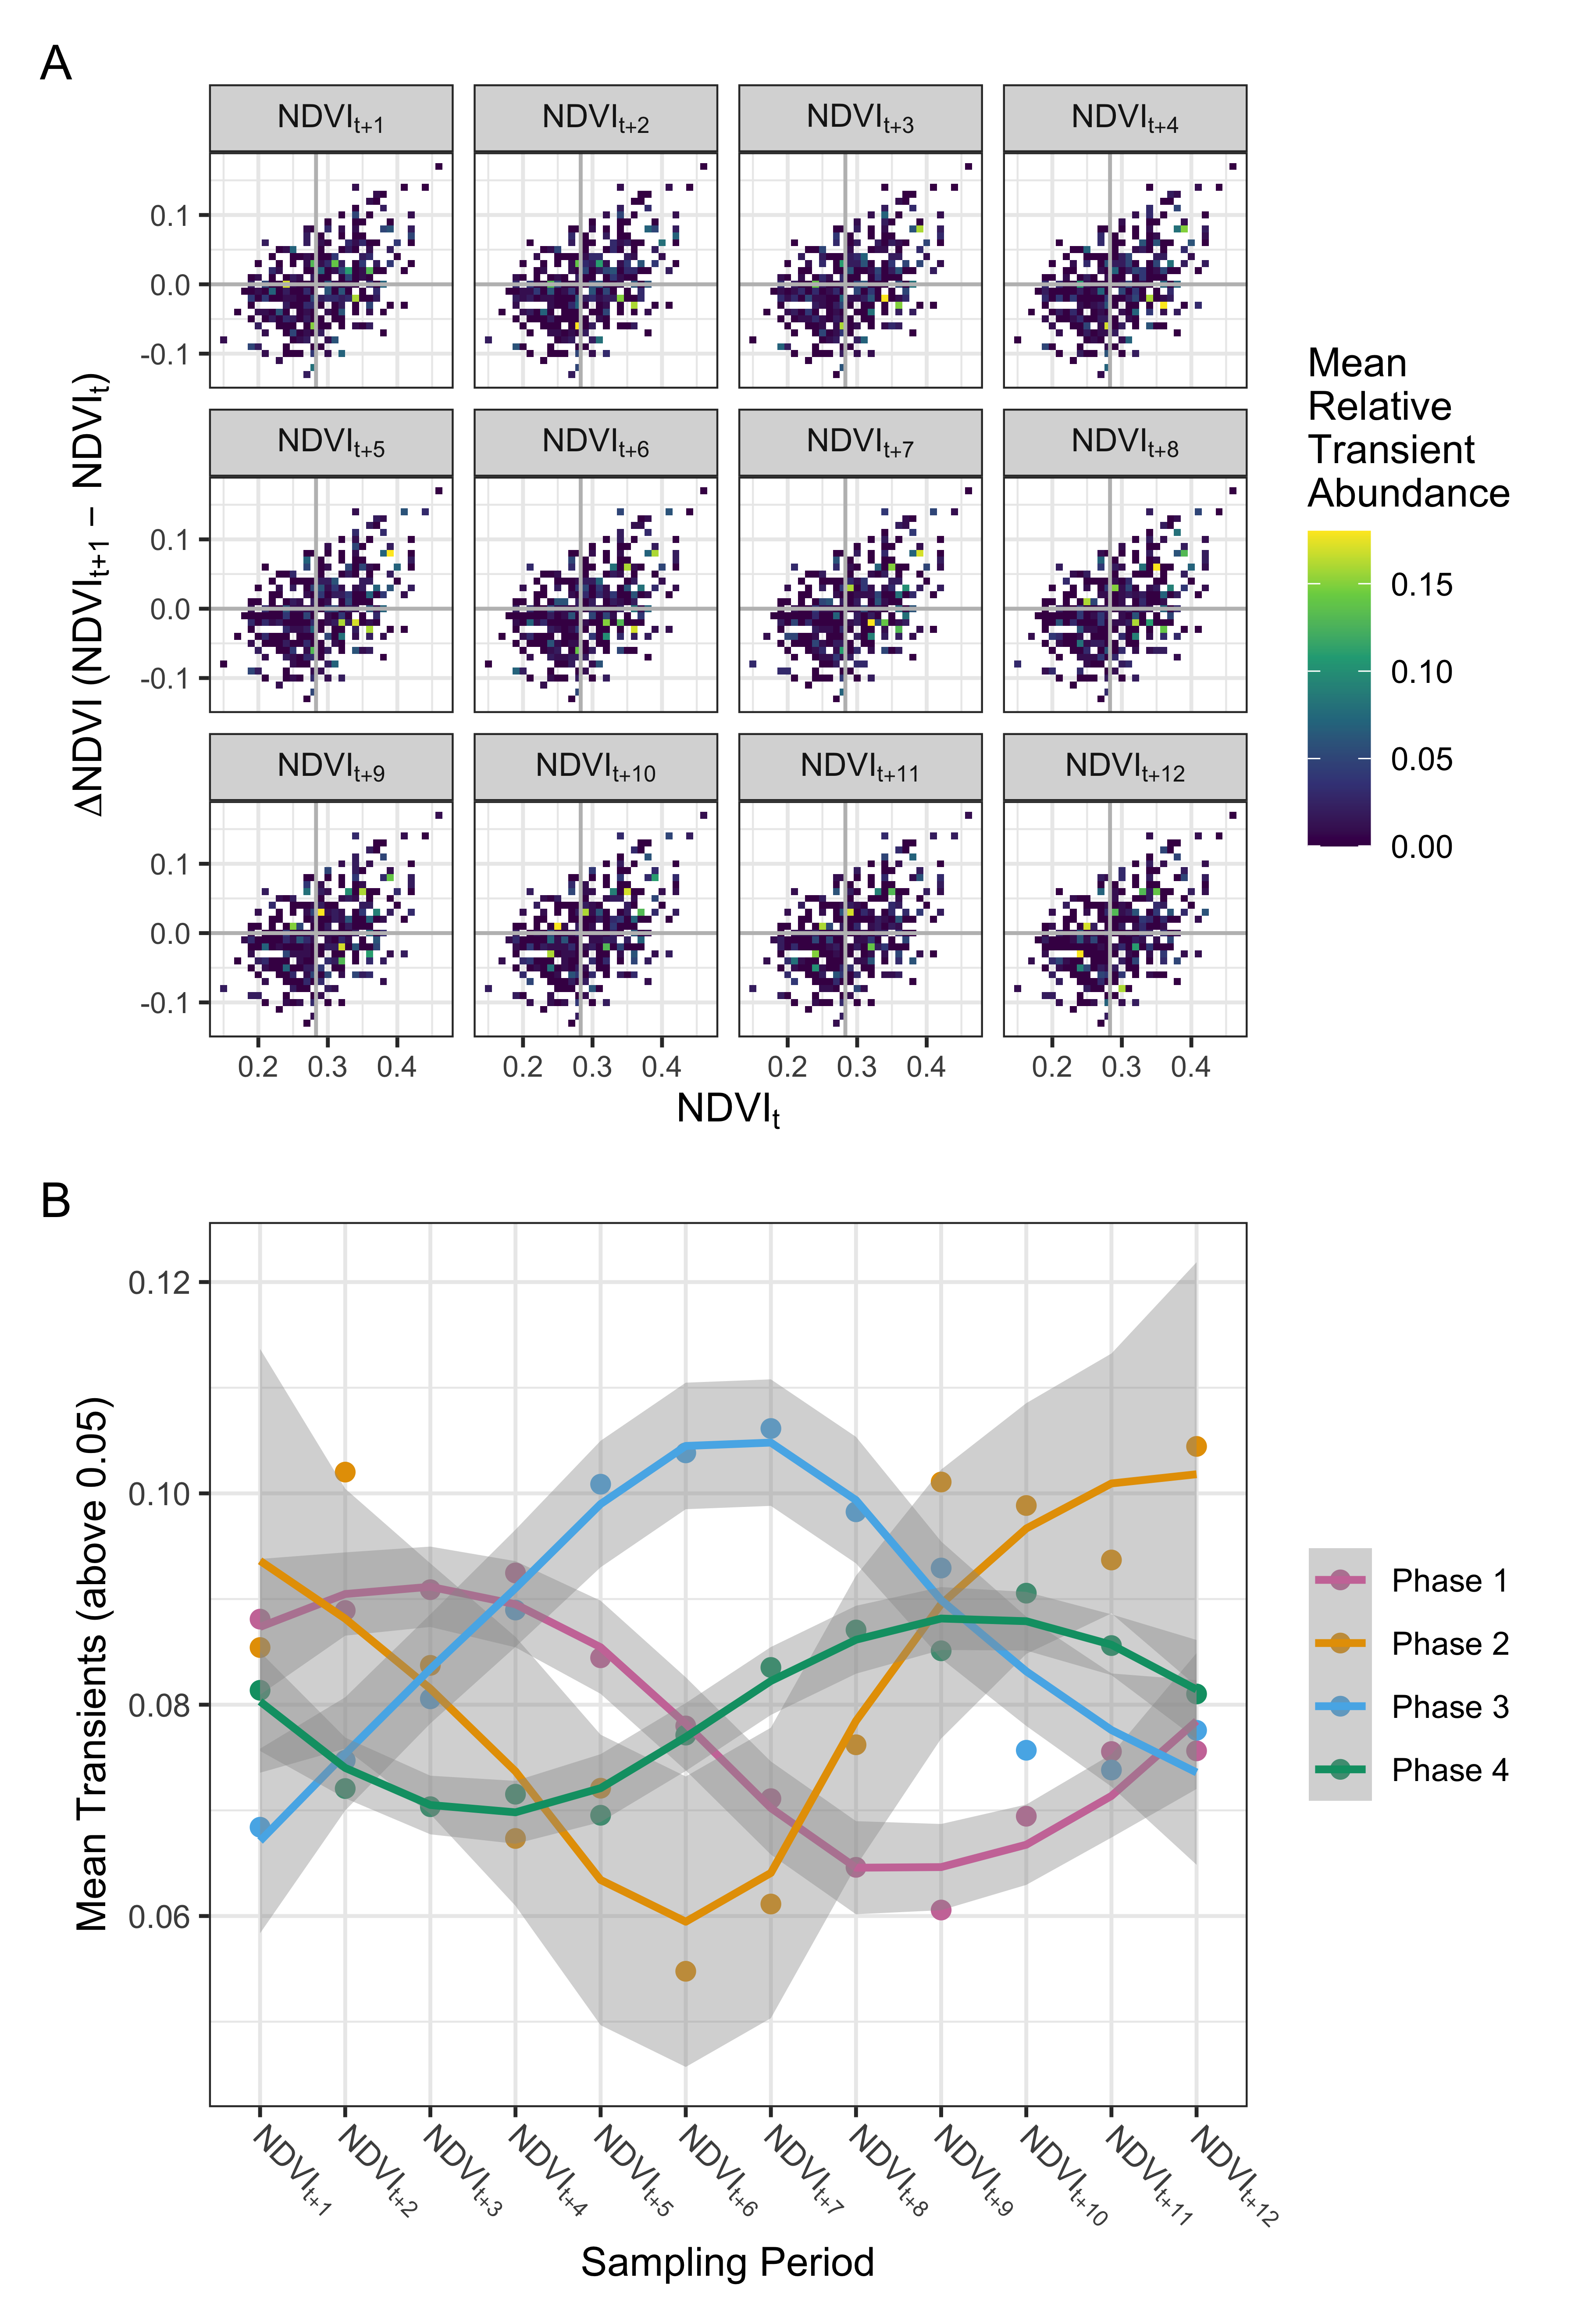 A
NDVIt+1 NDVIt+2 NDVIt+3 NDVIt+4
0.1
0.0
-0.1
NDVIt+5 NDVIt+6 NDVIt+7 NDVIt+8
0.1
0.0
-0.1
NDVIt+9 NDVIt+10 NDVIt+11 NDVIt+12
0.1
0.0
-0.1
0.2 0.3 0.4 0.2 0.3 0.4 0.2 0.3 0.4 0.2 0.3 0.4
NDVIt
ΔNDVI (NDVIt+1 − NDVIt)
Mean
Relative
Transient
Abundance
0.15
0.10
0.05
0.00
B
0.12
0.10
0.08
0.06
Mean Transients (above 0.05)
NDVIt+1 NDVIt+2 NDVIt+3 NDVIt+4 NDVIt+5 NDVIt+6 NDVIt+7 NDVIt+8 NDVIt+9 NDVIt+10 NDVIt+11 NDVIt+12
Sampling Period
Phase 1
Phase 2
Phase 3
Phase 4